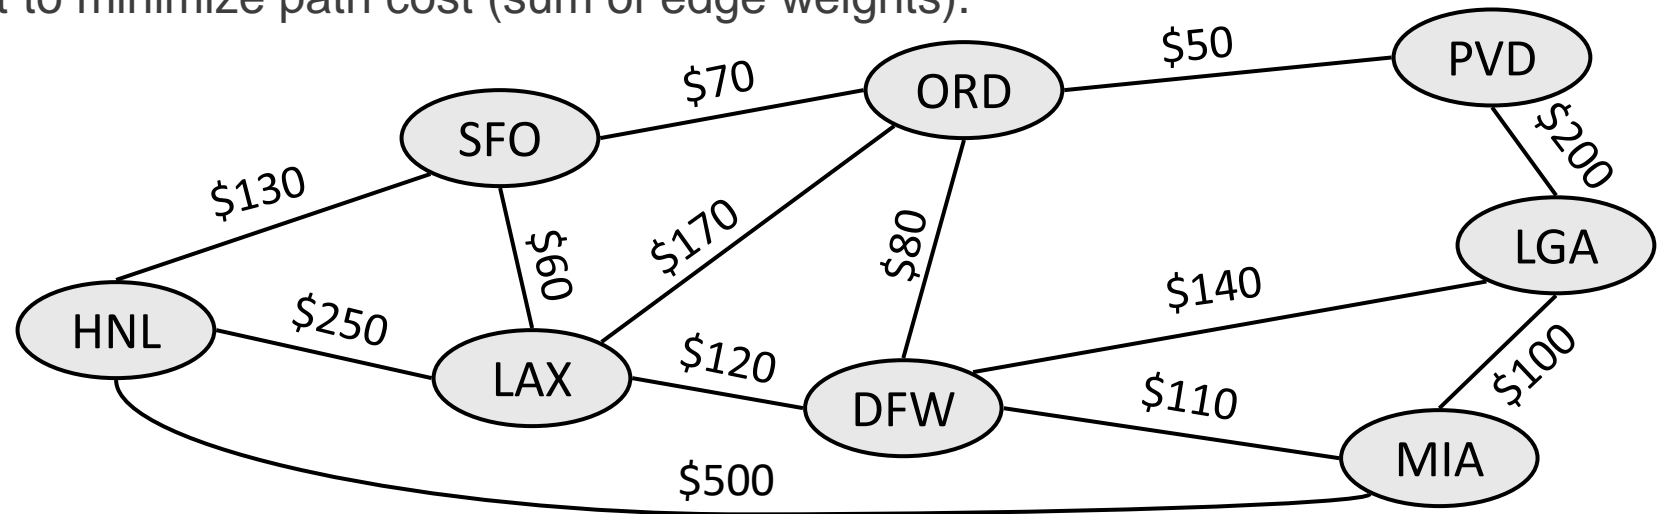 t to minimize path cost (sum of edge weights).
$50
PVD
$70
ORD
SFO
$200
$130
$170
$60
$80
LGA
$140
HNL
$250
$120
LAX
$100
DFW
$110
MIA
$500